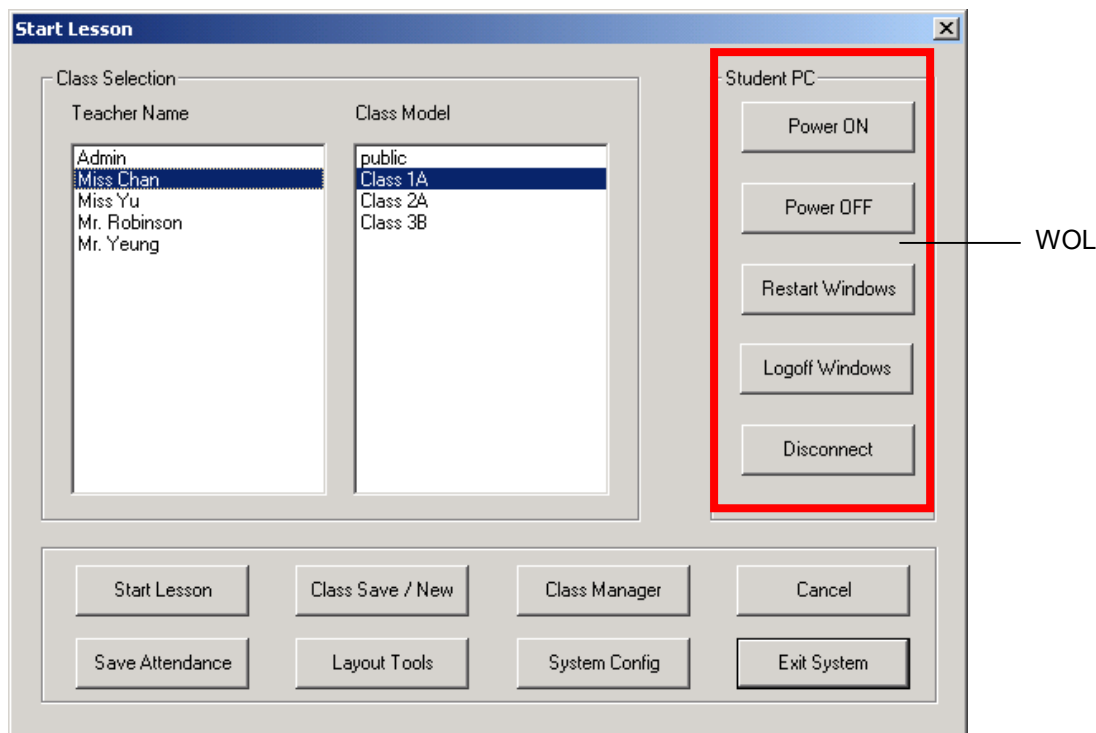 Start Lesson
Class Selection
Teacher Name
Admin
Miss Chan
Miss Yu
Mr. Robinson
Mr. Yeung
Class Model
public
Class 1A
Class 2A
Class 3B
Student PC
Power ON
Power OFF
Restart Windows
Logoff Windows
Disconnect
WOL
Start Lesson
Class Save / New
Class Manager
Cancel
Save Attendance
Layout Tools
System Config
Exit System